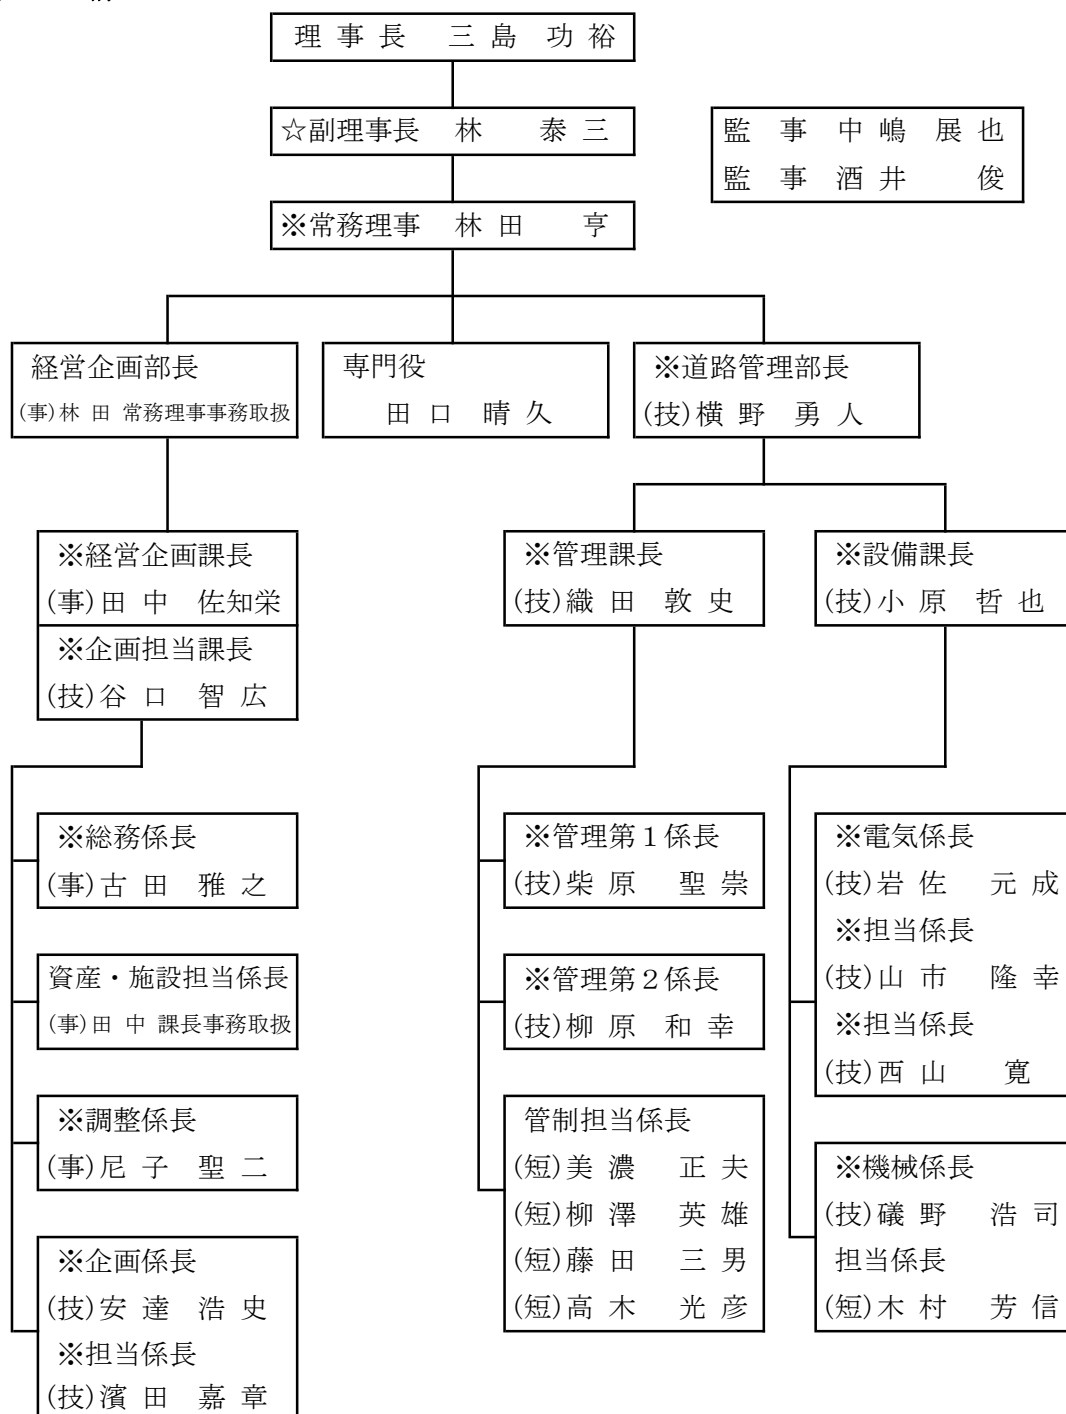 理 事 長 三 島 功 裕
☆副理事長 林 泰 三
監 事 中 嶋 展 也
監 事 酒 井 俊
※常務理事 林 田 亨
経営企画部長
(事)林 田 常務理事事務取扱
専門役
田 口 晴 久
※道路管理部長
(技)横 野 勇 人
※経営企画課長
(事)田 中 佐知栄
※企画担当課長
(技)谷 口 智 広
※管理課長
(技)織 田 敦 史
※設備課長
(技)小 原 哲 也
※総務係長
(事)古 田 雅 之
資産・施設担当係長
(事)田 中 課長事務取扱
※調整係長
(事)尼 子 聖 二
※企画係長
(技)安 達 浩 史
※担当係長
(技)濱 田 嘉 章
※管理第１係長
(技)柴 原 聖 崇
※管理第２係長
(技)柳 原 和 幸
管制担当係長
(短)美 濃 正 夫
(短)柳 澤 英 雄
(短)藤 田 三 男
(短)高 木 光 彦
※電気係長
(技)岩 佐 元 成
※担当係長
(技)山 市 隆 幸
※担当係長
(技)西 山 寛
※機械係長
(技)礒 野 浩 司
担当係長
(短)木 村 芳 信